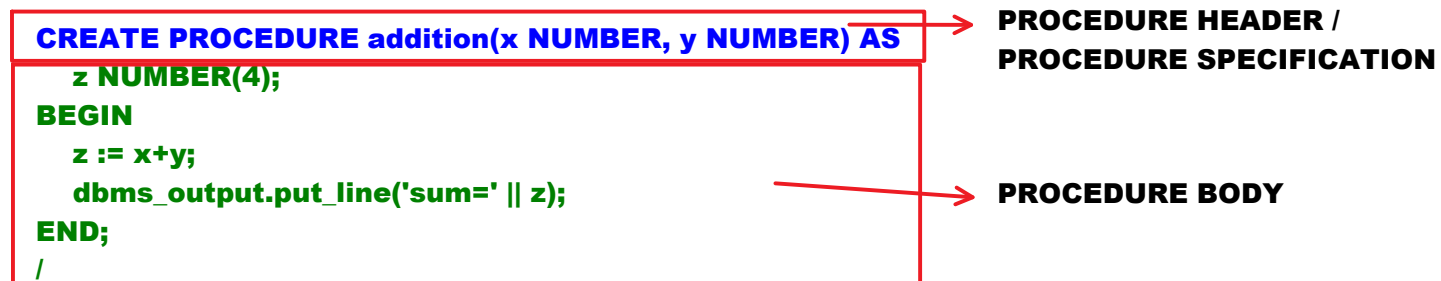 CREATE PROCEDURE addition(x NUMBER, y NUMBER) AS
z NUMBER(4);
BEGIN
z := x+y;
dbms_output.put_line('sum=' || z);
END;
/
PROCEDURE HEADER /
PROCEDURE SPECIFICATION
PROCEDURE BODY